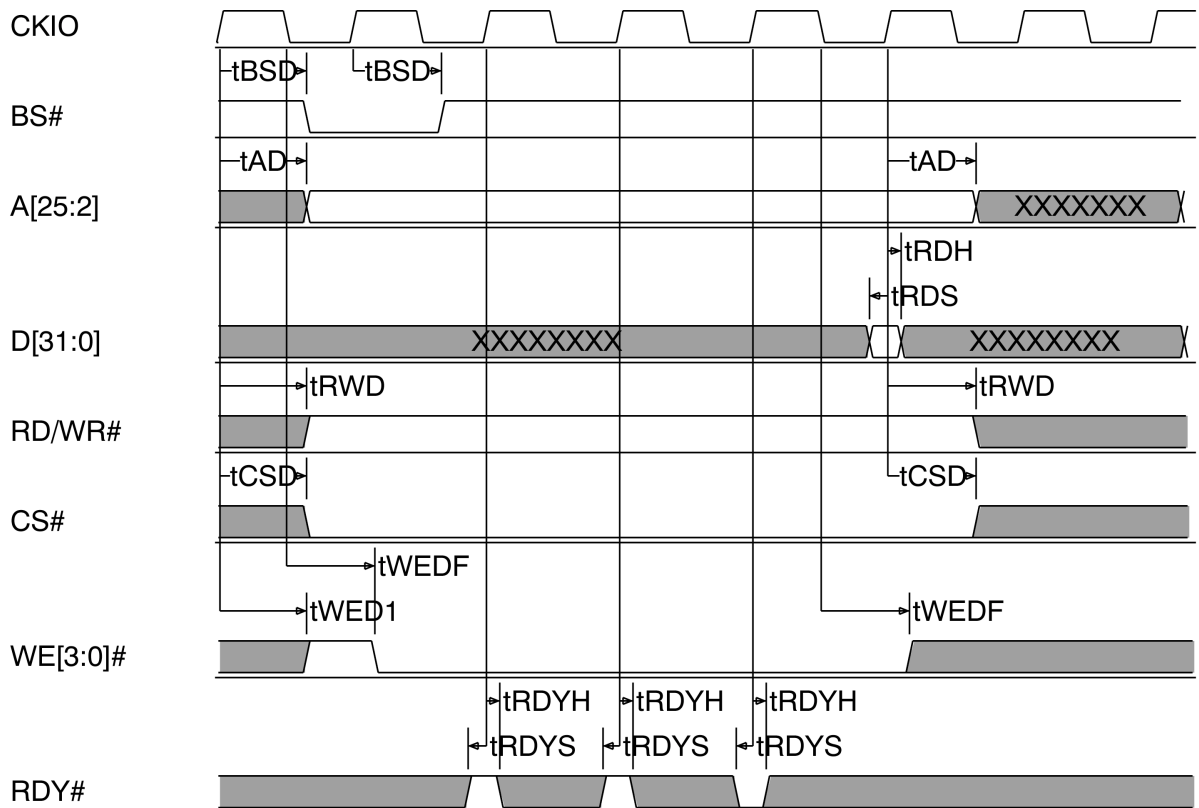 CKIO
tBSD tBSD
BS#
tAD tAD
A[25:2] XXXXXXX
tRDH
tRDS
D[31:0] XXXXXXXX XXXXXXXX
tRWD tRWD
RD/WR#
tCSD tCSD
CS#
tWEDF
tWED1 tWEDF
WE[3:0]#
tRDYH tRDYH tRDYH
tRDYS tRDYS tRDYS
RDY#